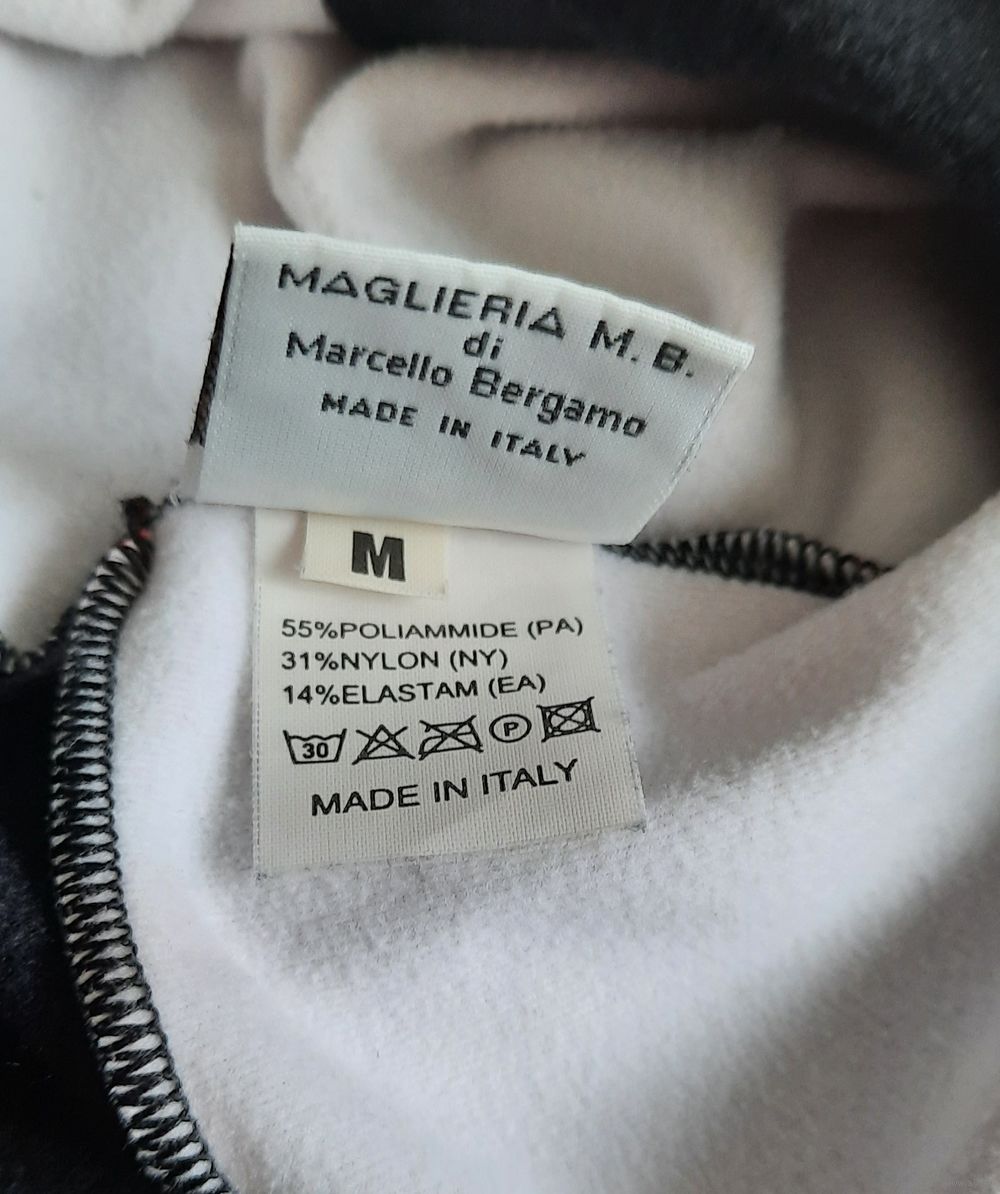 MAGLIERIA M. B.
di
Marcello Bergamo
MADE IN ITALY
M
55%POLIAMMIDE (PA)
31%NYLON (NY)
14%ELASTAM (EA)
30 P
MADE IN ITALY